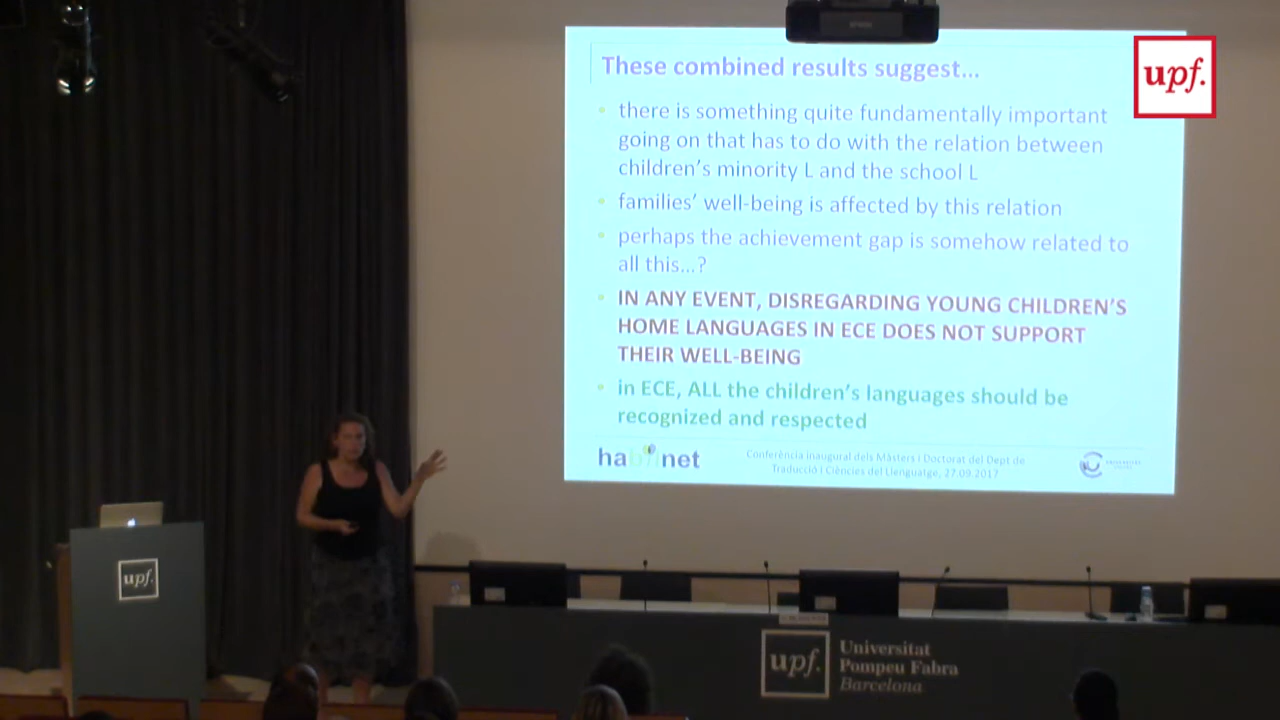 These combined results suggest...
upf.
• there is something quite fundamentally important
going on that has to do with the relation between
children's minority L and the school L
• families' well-being is affected by this relation
• perhaps the achievement gap is somehow related to
all this...?
• IN ANY EVENT, DISREGARDING YOUNG CHILDREN'S
HOME LANGUAGES IN ECE DOES NOT SUPPORT
THEIR WELL-BEING
• in ECE, ALL the children's languages should be
recognized and respected
Conferència inaugural dels Màsters i Doctorat del Dept de
Traducció i Ciències del Llenguatge, 27.09.2017
upf.
upf.
Universitat
Pompeu Fabra
Barcelona